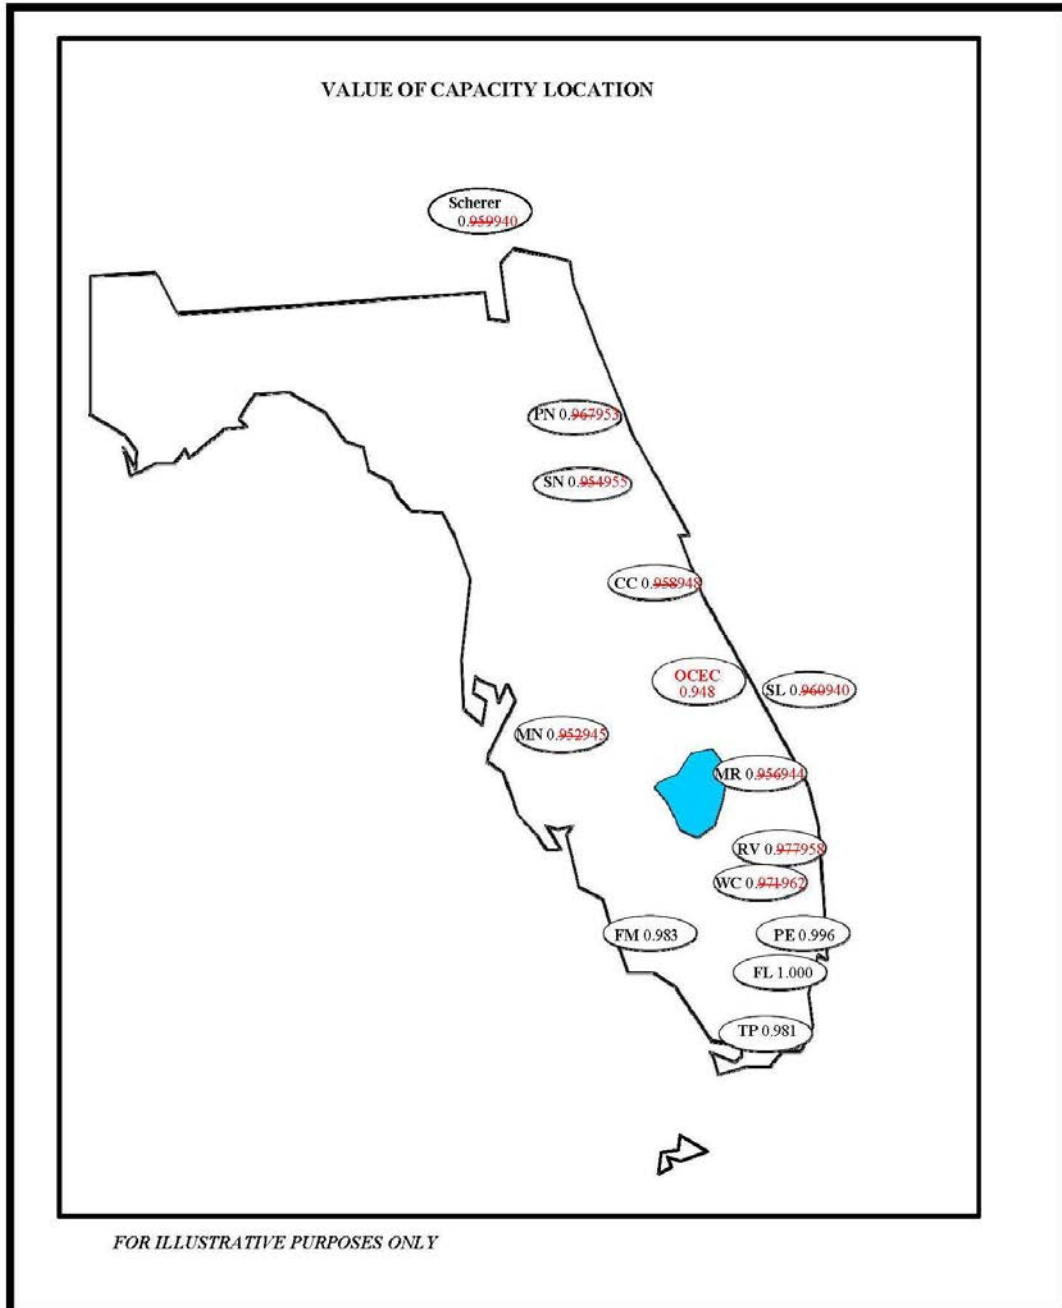 VALUE OF CAPACITY LOCATION
Scherer
0.959940
PN 0.967953
SN 0.954955
CC 0.958948
OCEC
0.948
SL 0.960940
MN 0.952945
MR 0.956944
RV 0.977958
WC 0.971962
FM 0.983
PE 0.996
FL 1.000
TP 0.981
FOR ILLUSTRATIVE PURPOSES ONLY